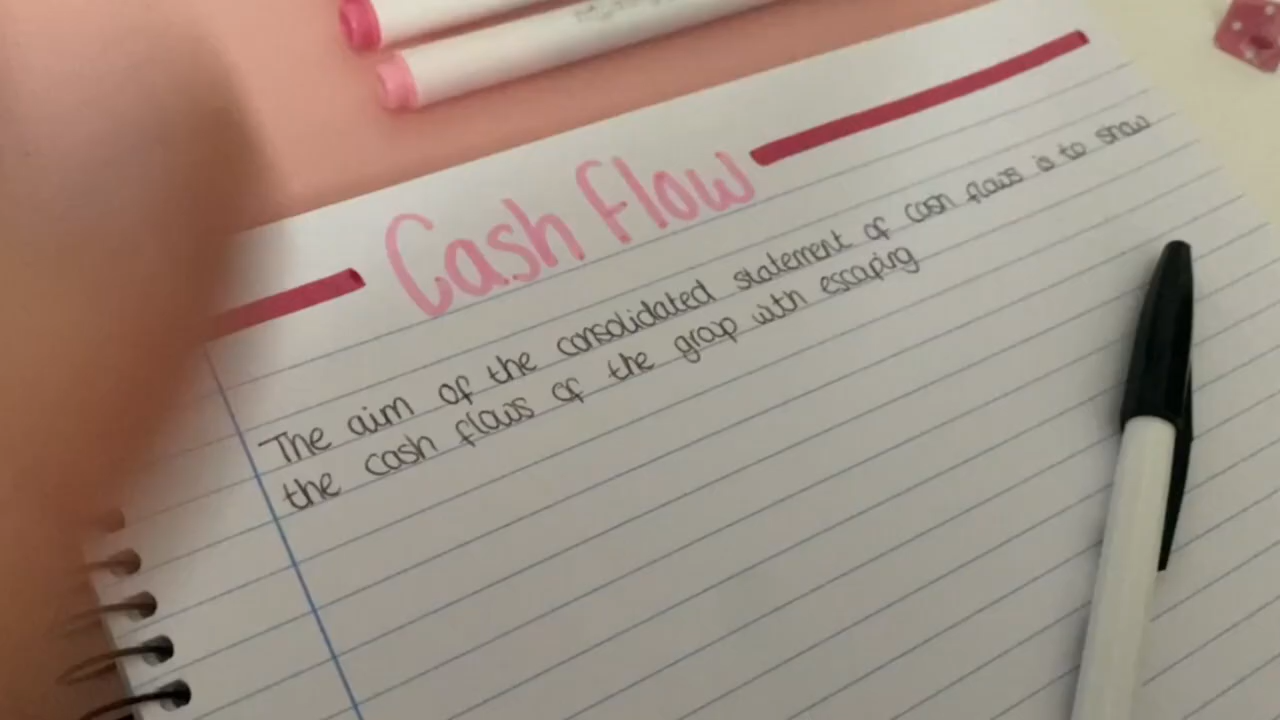 Cash Flow
The aim of the consolidated statement of cash flows is to show
the cash flows of the group with escaping